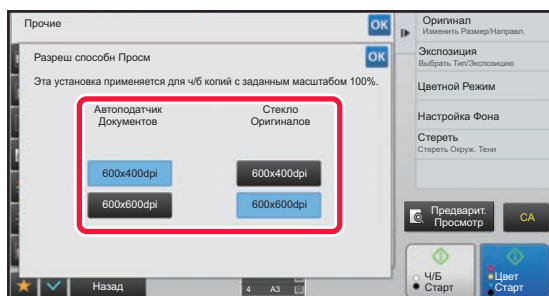 Прочие
OK
Разреш способн Просм
OK
Эта установка применяется для ч/б копий с заданным масштабом 100%.
Автоподатчик
Документов
Стекло
Оригиналов
600x400dpi
600x400dpi
600x600dpi
600x600dpi
Назад
4 A3
Оригинал
Изменить Размер/Направл.
Экспозиция
Выбрать Тип/Экспозицию
Цветной Режим
Настройка Фона
Стереть
Стереть Окруж. Тени
Предварит.
Просмотр
CA
Ч/Б
Старт
Цвет
Старт